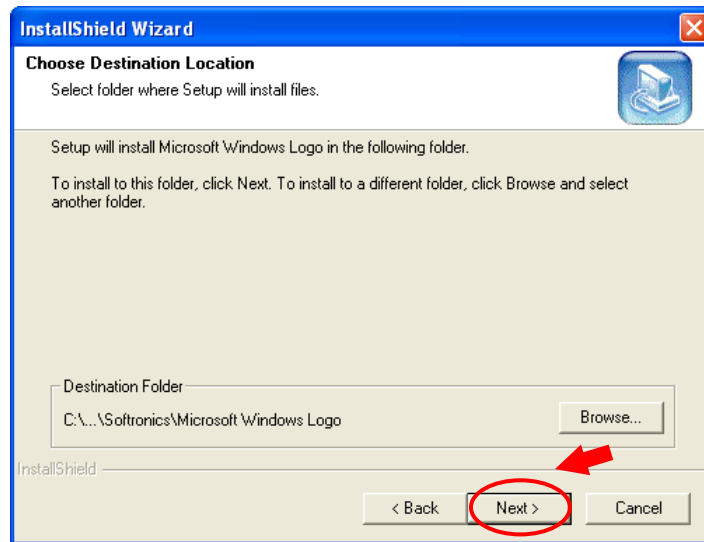 InstallShield Wizard
Choose Destination Location
Select folder where Setup will install files.
Setup will install Microsoft Windows Logo in the following folder.
To install to this folder, click Next. To install to a different folder, click Browse and select
another folder.
Destination Folder
C:\...\Softronics\Microsoft Windows Logo
Browse...
InstallShield
< Back
Next >
Cancel